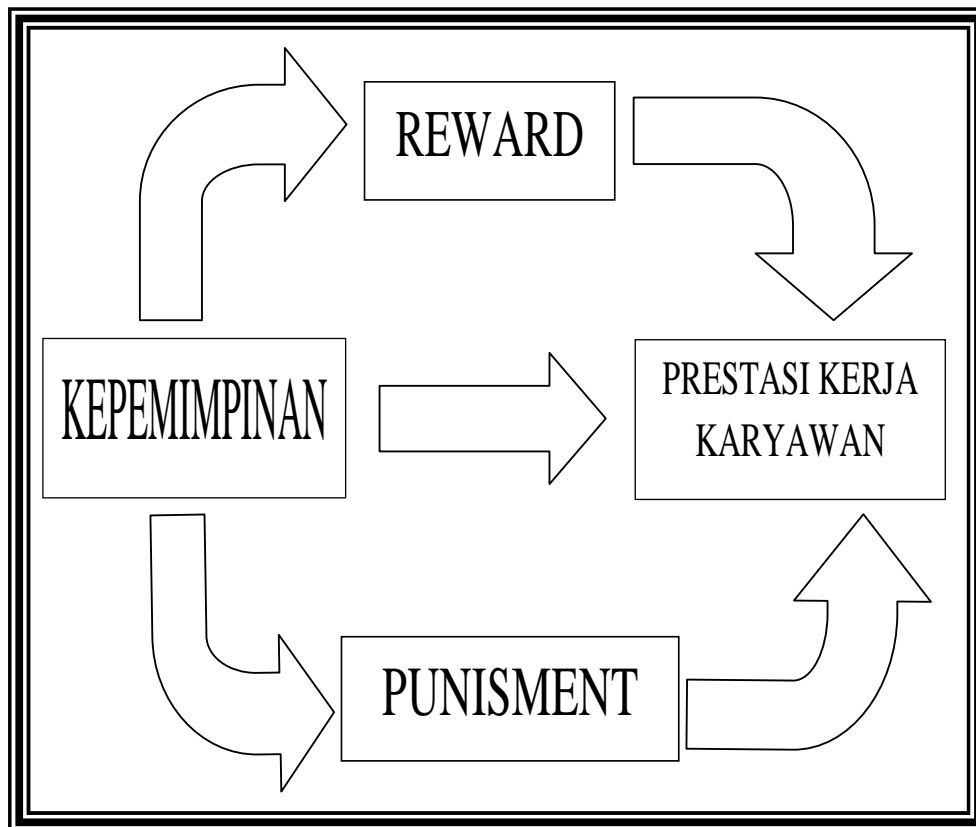 REWARD
KEPEMIMPINAN
PRESTASI KERJA
KARYAWAN
PUNISMENT